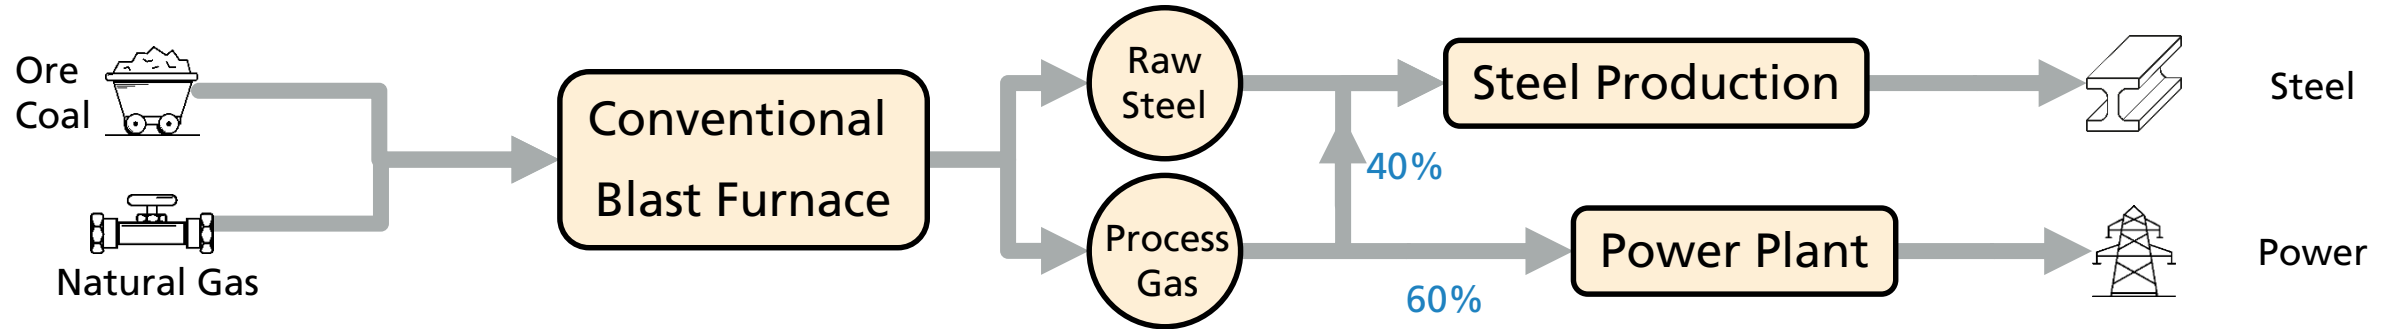 Ore
Coal
Natural Gas
Conventional
Blast Furnace
Raw
Steel
Process
Gas
40%
60%
Steel Production
Power Plant
Steel
Power